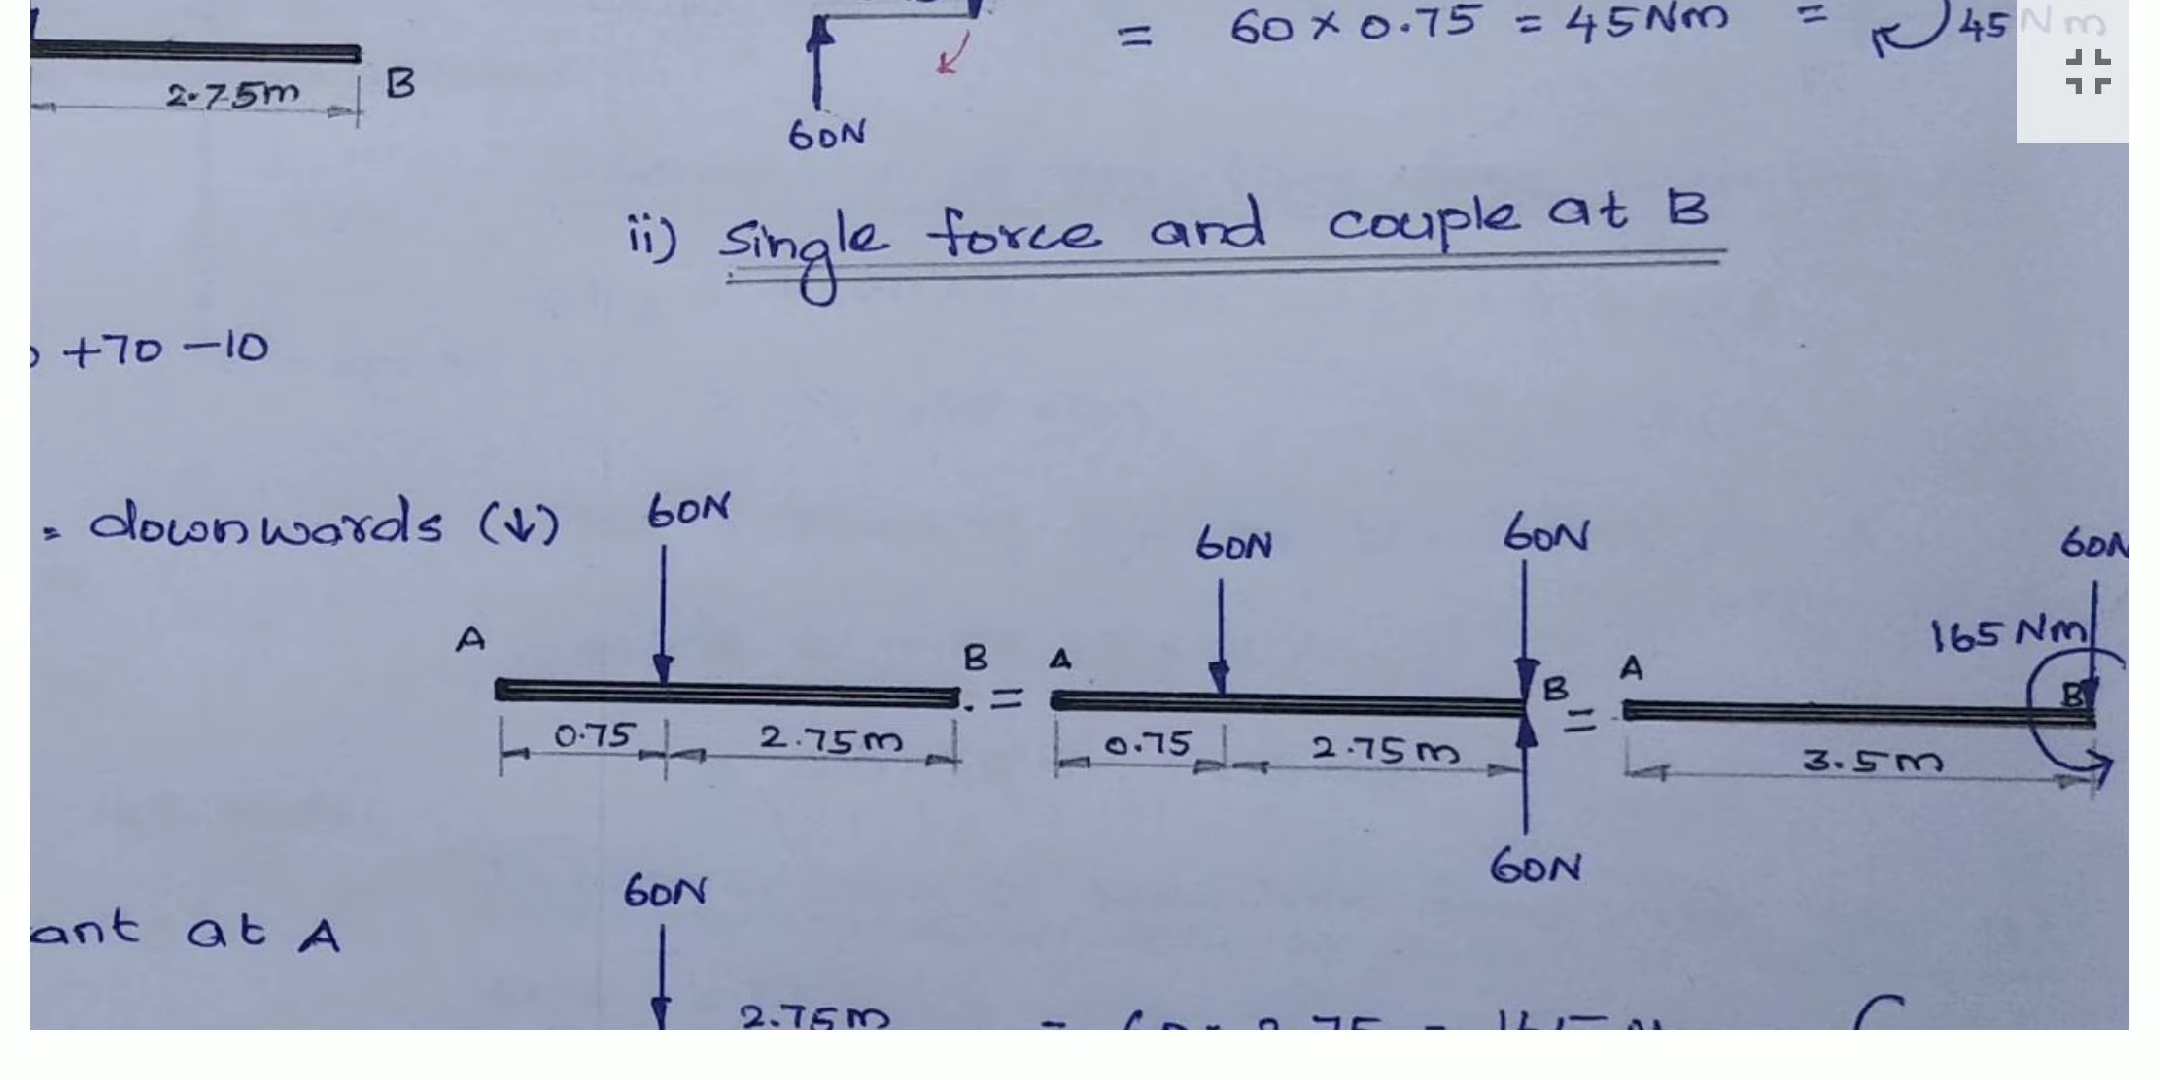 = 60 × 0.75 = 45Nm = 45Nm
2.75m B
60N
ii) single force and couple at B
+70 -10
= downwards (↓)
60N 60N 60N 60N
165 Nm
A B = A B = A B
0.75 2.75m 0.75 2.75m 3.5m
60N
60N
ant at A
2.75m